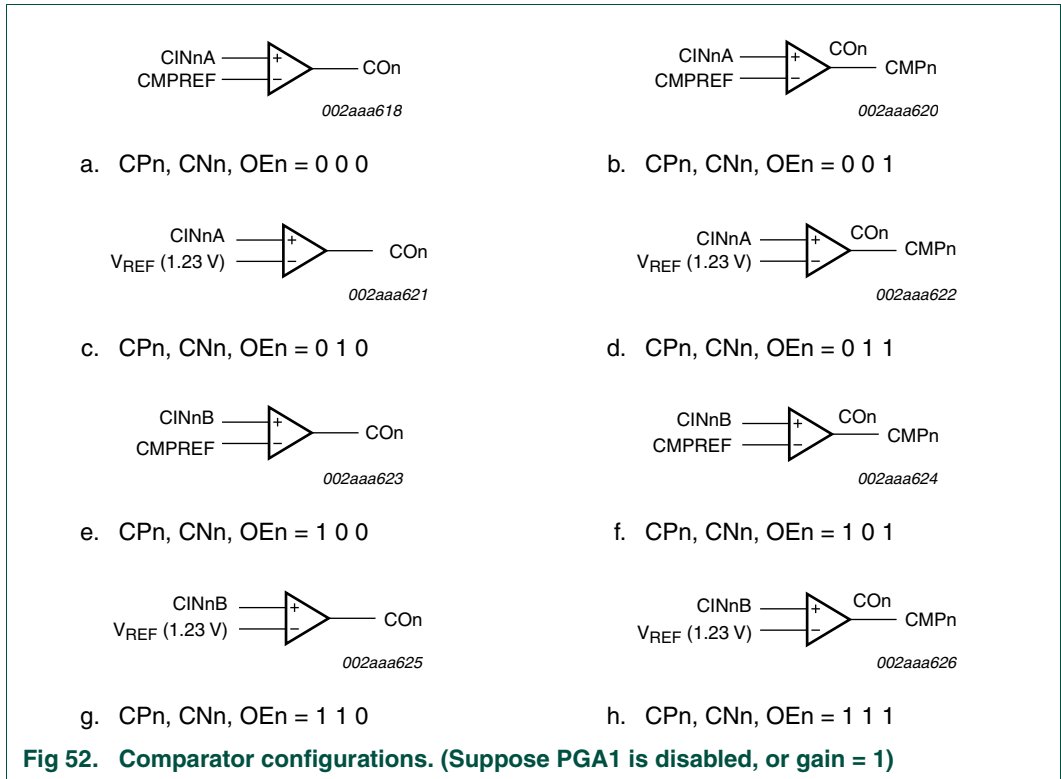 CINnA
CMPREF
+
−
COn
002aaa618
a. CPn, CNn, OEn = 0 0 0
CINnA
CMPREF
+
−
COn
CMPn
002aaa620
b. CPn, CNn, OEn = 0 0 1
CINnA
VREF (1.23 V)
+
−
COn
002aaa621
c. CPn, CNn, OEn = 0 1 0
CINnA
VREF (1.23 V)
+
−
COn
CMPn
002aaa622
d. CPn, CNn, OEn = 0 1 1
CINnB
CMPREF
+
−
COn
002aaa623
e. CPn, CNn, OEn = 1 0 0
CINnB
CMPREF
+
−
COn
CMPn
002aaa624
f. CPn, CNn, OEn = 1 0 1
CINnB
VREF (1.23 V)
+
−
COn
002aaa625
g. CPn, CNn, OEn = 1 1 0
CINnB
VREF (1.23 V)
+
−
COn
CMPn
002aaa626
h. CPn, CNn, OEn = 1 1 1
Fig 52. Comparator configurations. (Suppose PGA1 is disabled, or gain = 1)